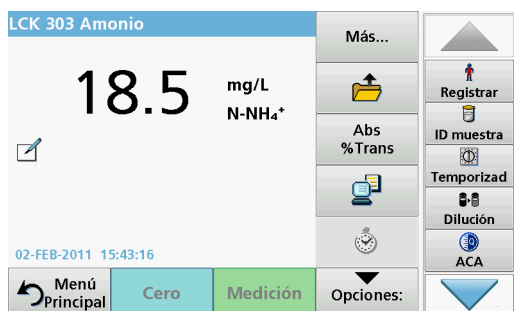 LCK 303 Amonio
18.5 mg/L
N-NH₄⁺
02-FEB-2011 15:43:16
Menú
Principal
Cero
Medición
Más...
Abs
%Trans
Opciones:
Registrar
ID muestra
Temporizad
Dilución
ACA